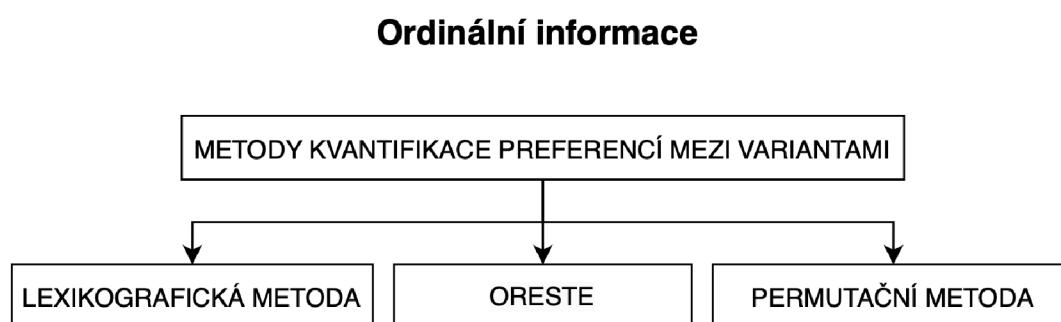 Ordinální informace
METODY KVANTIFIKACE PREFERENCÍ MEZI VARIANTAMI
LEXIKOGRAFICKÁ METODA
ORESTE
PERMUTAČNÍ METODA